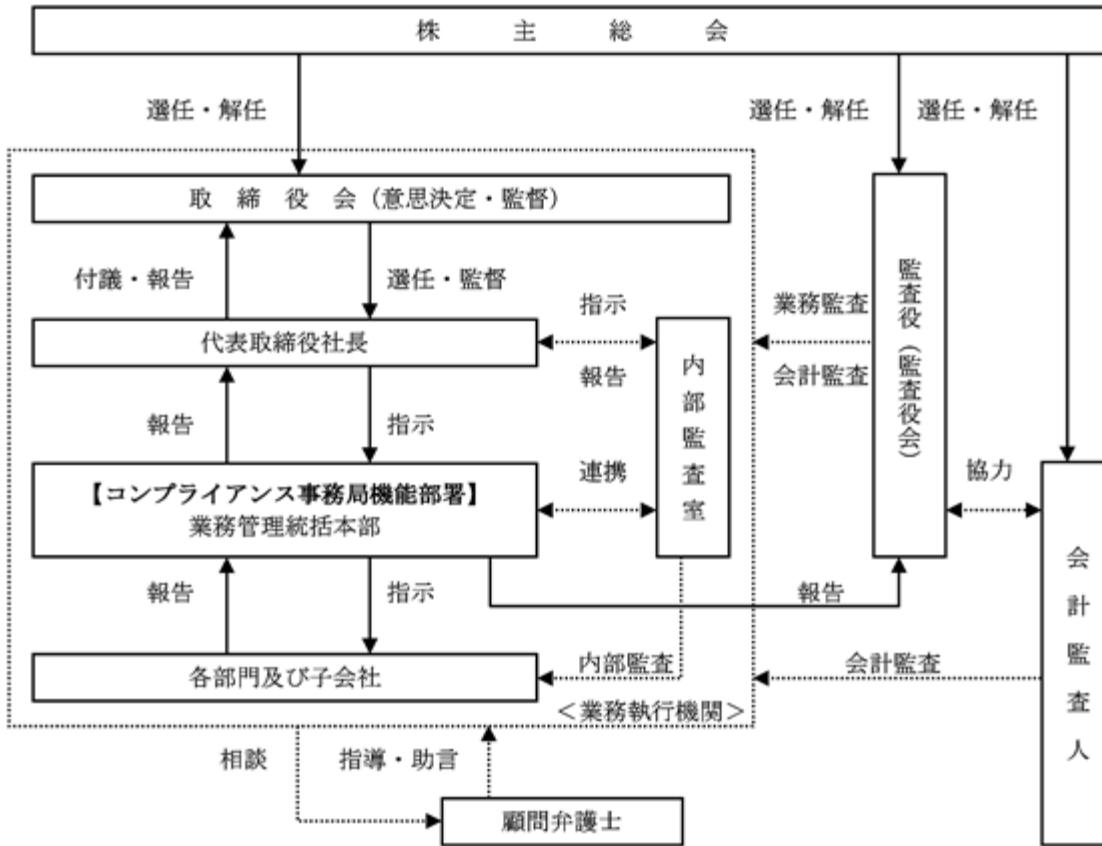 株主総会
選任・解任
選任・解任
選任・解任
取締役会（意思決定・監督）
付議・報告
選任・監督
代表取締役社長
指示
報告
内部監査室
業務監査
会計監査
監査役（監査役会）
報告
指示
【コンプライアンス事務局機能部署】
業務管理統括本部
連携
協力
会計監査人
報告
指示
報告
各部門及び子会社
内部監査
会計監査
＜業務執行機関＞
相談
指導・助言
顧問弁護士